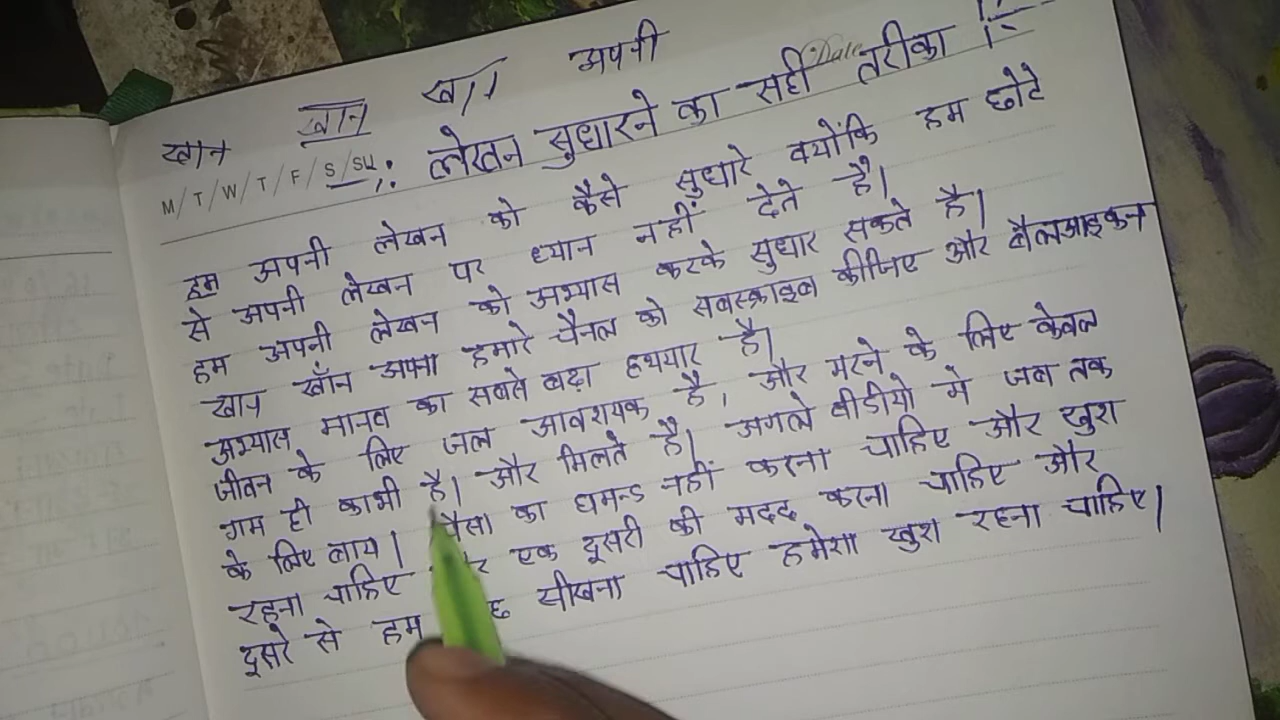 अपनी
खान खान खान Date
M/T/W/T/F/S/SU : लेखन सुधारने का सही तरीका !:-
हम अपनी लेखन को कैसे सुधारे क्योंकि हम छोटे
से अपनी लेखन पर ध्यान नहीं देते है।
हम अपनी लेखन को अभ्यास करके सुधार सकते है।
खान खाँन अपना हमारे चैनल को सबस्क्राइब कीजिए और बैलआइकन
अभ्यास मानव का सबसे बड़ा हथयार है।
जीवन के लिए जल आवश्यक है, और मरने के लिए केवल
गम ही काभी है। और मिलते है। अगले वीडीयो मे जब तक
के लिए बाय। पैसा का घमन्ड नहीं करना चाहिए और खुश
रहना चाहिए एक दूसरी की मदद करना चाहिए और
दूसरे से हम सीखना चाहिए हमेशा खुश रहना चाहिए।